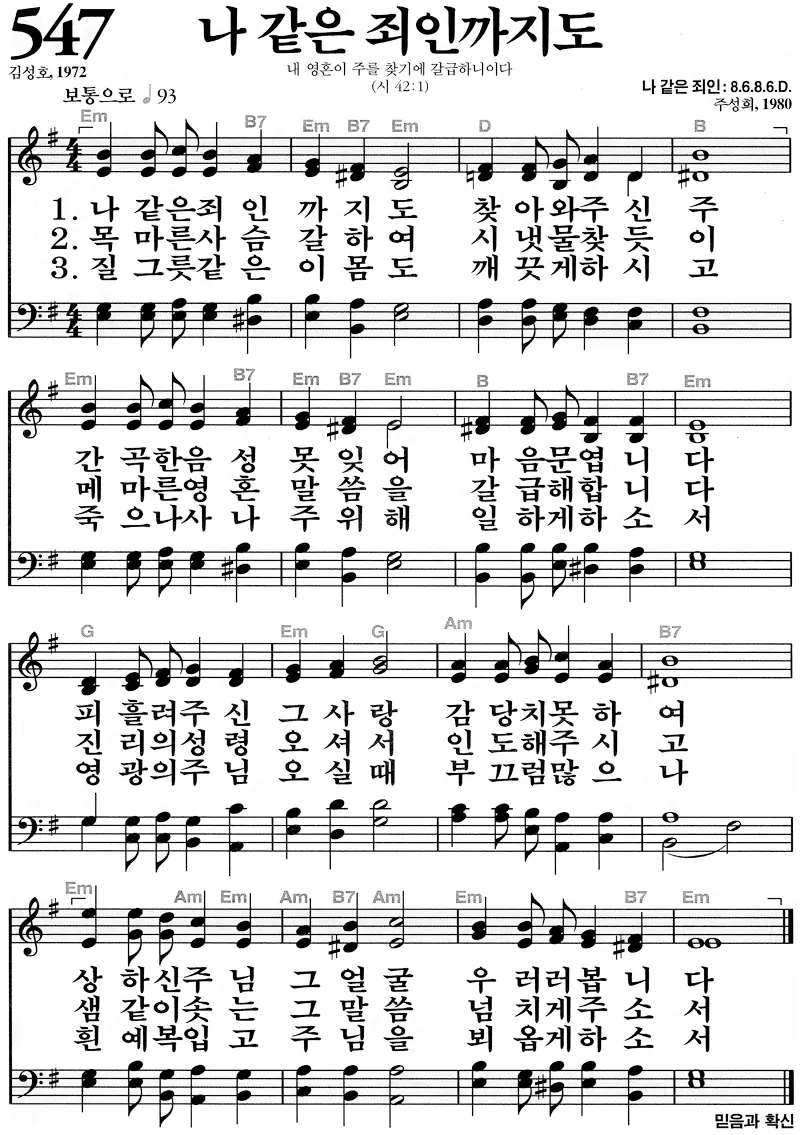 547 나 같은 죄인까지도
김성호, 1972
내 영혼이 주를 찾기에 갈급하니이다
(시 42:1)
나 같은 죄인 : 8.6.8.6.D.
주성희, 1980
보통으로 ♩93
Em B7 Em B7 Em D B
1. 나 같은죄 인 까 지 도 찾 아와주 신 주
2. 목 마른사 슴 갈 하 여 시 냇물찾 듯 이
3. 질 그릇같 은 이 몸 도 깨 끗게하 시 고
Em B7 Em B7 Em B B7 Em
간 곡한음 성 못 잊 어 마 음문엽 니 다
메 마른영 혼 말 씀 을 갈 급해합 니 다
죽 으나사 나 주 위 해 일 하게하 소 서
G Em G Am B7
피 흘려주 신 그 사 랑 감 당치못 하 여
진 리의성 령 오 셔 서 인 도해주 시 고
영 광의주 님 오 실 때 부 끄럼많 으 나
Em Am Em Am B7 Am Em B7 Em
상 하신주 님 그 얼 굴 우 러러봅 니 다
샘 같이솟 는 그 말 씀 넘 치게주 소 서
흰 예복입 고 주 님 을 뵈 옵게하 소 서
믿음과 확신